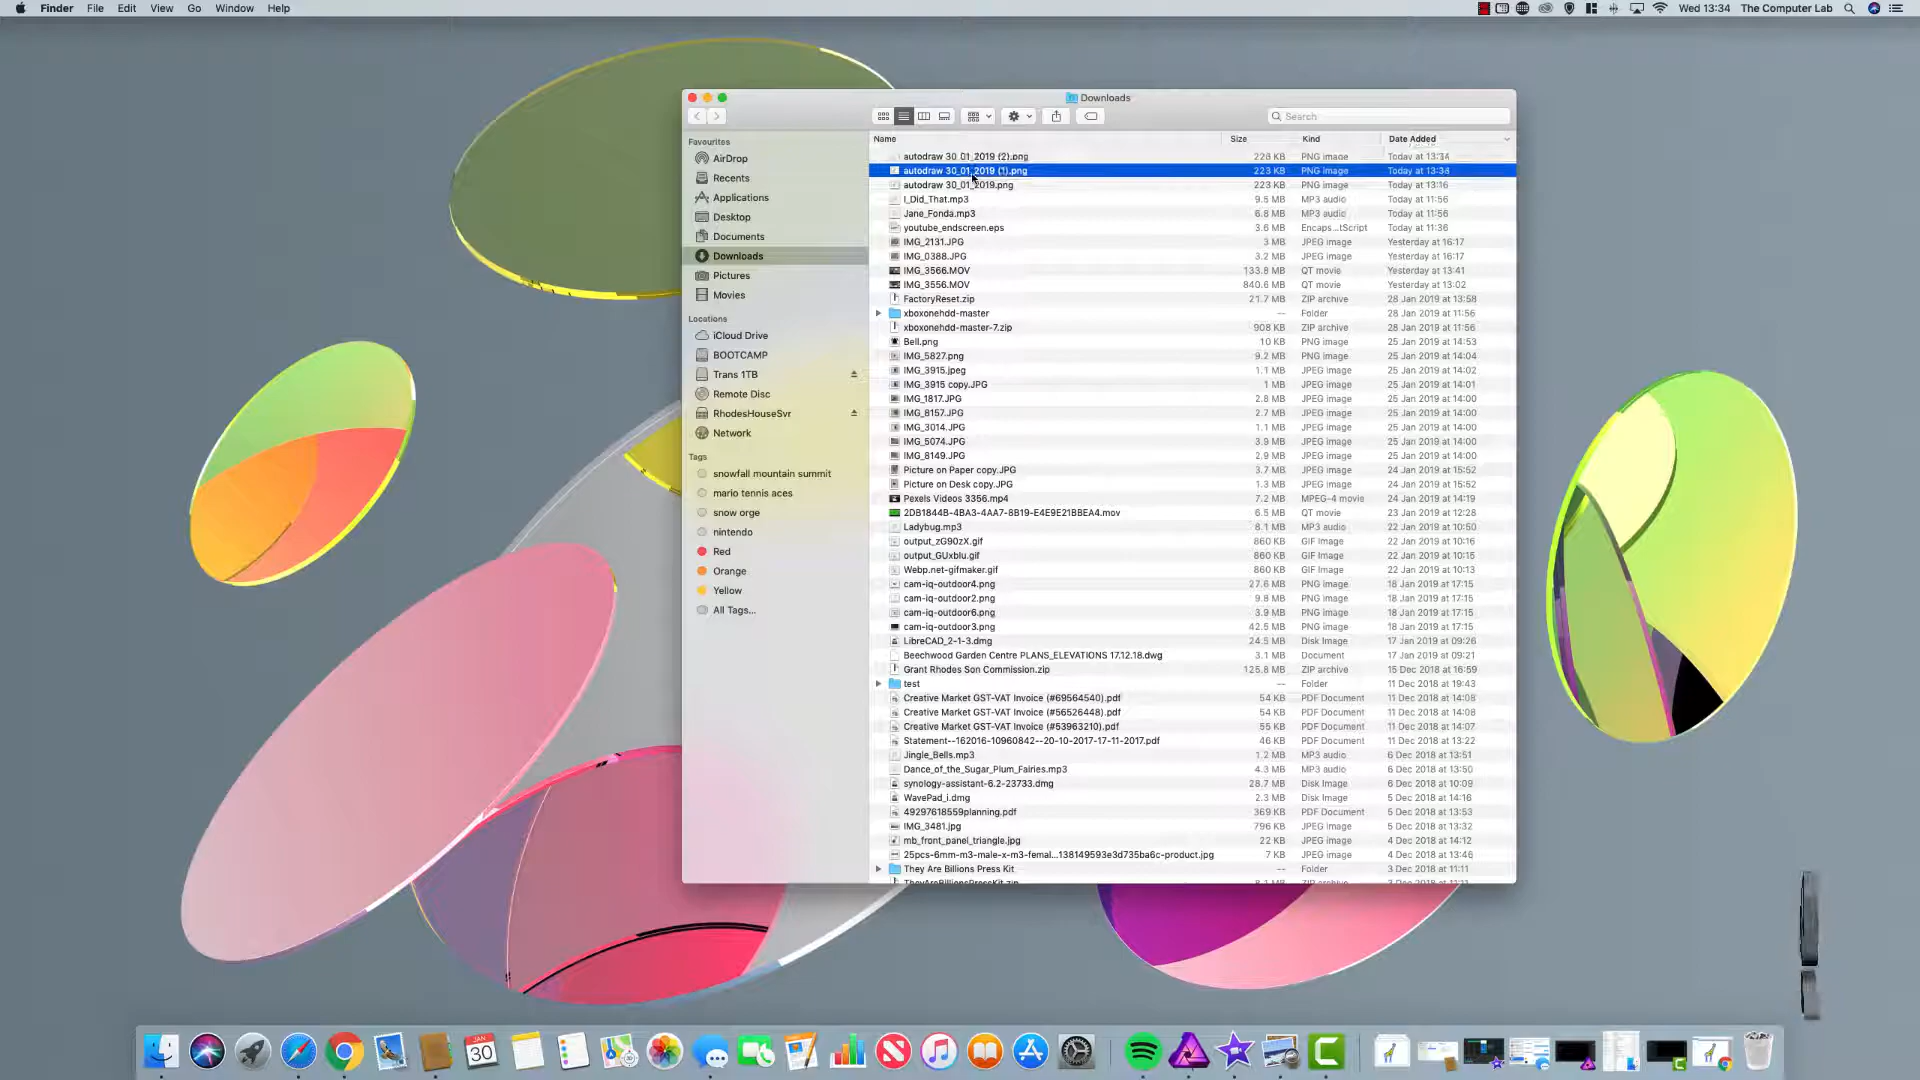 Finder File Edit View Go Window Help Wed 13:34 The Computer Lab
Downloads
Search
Favourites
AirDrop
Recents
Applications
Desktop
Documents
Downloads
Pictures
Movies
Locations
iCloud Drive
BOOTCAMP
Trans 1TB
Remote Disc
RhodesHouseSvr
Network
Tags
snowfall mountain summit
mario tennis aces
snow orge
nintendo
Red
Orange
Yellow
All Tags...
Name Size Kind Date Added
autodraw 30_01_2019 (2).png 228 KB PNG image Today at 13:34
autodraw 30_01_2019 (1).png 223 KB PNG image Today at 13:34
autodraw 30_01_2019.png 223 KB PNG image Today at 13:16
I_Did_That.mp3 9.5 MB MP3 audio Today at 11:56
Jane_Fonda.mp3 6.8 MB MP3 audio Today at 11:56
youtube_endscreen.eps 3.6 MB Encaps...tScript Today at 11:36
IMG_2131.JPG 3 MB JPEG image Yesterday at 16:17
IMG_0388.JPG 3.2 MB JPEG image Yesterday at 16:17
IMG_3566.MOV 133.8 MB QT movie Yesterday at 13:41
IMG_3556.MOV 840.6 MB QT movie Yesterday at 13:02
FactoryReset.zip 21.7 MB ZIP archive 28 Jan 2019 at 13:58
xboxonehdd-master -- Folder 28 Jan 2019 at 11:56
xboxonehdd-master-7.zip 908 KB ZIP archive 28 Jan 2019 at 11:56
Bell.png 10 KB PNG image 25 Jan 2019 at 14:53
IMG_5827.png 9.2 MB PNG image 25 Jan 2019 at 14:04
IMG_3915.jpeg 1.1 MB JPEG image 25 Jan 2019 at 14:02
IMG_3915 copy.JPG 1 MB JPEG image 25 Jan 2019 at 14:01
IMG_1817.JPG 2.8 MB JPEG image 25 Jan 2019 at 14:00
IMG_8157.JPG 2.7 MB JPEG image 25 Jan 2019 at 14:00
IMG_3014.JPG 1.1 MB JPEG image 25 Jan 2019 at 14:00
IMG_5074.JPG 3.9 MB JPEG image 25 Jan 2019 at 14:00
IMG_8149.JPG 2.9 MB JPEG image 25 Jan 2019 at 14:00
Picture on Paper copy.JPG 3.7 MB JPEG image 24 Jan 2019 at 15:52
Picture on Desk copy.JPG 1.3 MB JPEG image 24 Jan 2019 at 15:52
Pexels Videos 3356.mp4 7.2 MB MPEG-4 movie 24 Jan 2019 at 14:19
2DB1844B-4BA3-4AA7-8B19-E4E9E21BBEA4.mov 6.5 MB QT movie 23 Jan 2019 at 12:28
Ladybug.mp3 8.1 MB MP3 audio 22 Jan 2019 at 10:50
output_zG90zX.gif 860 KB GIF Image 22 Jan 2019 at 10:16
output_GUxblu.gif 860 KB GIF Image 22 Jan 2019 at 10:15
Webp.net-gifmaker.gif 860 KB GIF Image 22 Jan 2019 at 10:13
cam-iq-outdoor4.png 27.6 MB PNG image 18 Jan 2019 at 17:15
cam-iq-outdoor2.png 9.8 MB PNG image 18 Jan 2019 at 17:15
cam-iq-outdoor6.png 3.9 MB PNG image 18 Jan 2019 at 17:15
cam-iq-outdoor3.png 42.5 MB PNG image 18 Jan 2019 at 17:15
LibreCAD_2-1-3.dmg 24.5 MB Disk Image 17 Jan 2019 at 09:26
Beechwood Garden Centre PLANS_ELEVATIONS 17.12.18.dwg 3.1 MB Document 17 Jan 2019 at 09:21
Grant Rhodes Son Commission.zip 125.8 MB ZIP archive 15 Dec 2018 at 16:59
test -- Folder 11 Dec 2018 at 19:43
Creative Market GST-VAT Invoice (#69564540).pdf 54 KB PDF Document 11 Dec 2018 at 14:08
Creative Market GST-VAT Invoice (#56526448).pdf 54 KB PDF Document 11 Dec 2018 at 14:08
Creative Market GST-VAT Invoice (#53963210).pdf 55 KB PDF Document 11 Dec 2018 at 14:07
Statement--162016-10960842--20-10-2017-17-11-2017.pdf 46 KB PDF Document 11 Dec 2018 at 13:22
Jingle_Bells.mp3 1.2 MB MP3 audio 6 Dec 2018 at 13:51
Dance_of_the_Sugar_Plum_Fairies.mp3 4.3 MB MP3 audio 6 Dec 2018 at 13:50
synology-assistant-6.2-23733.dmg 28.7 MB Disk Image 6 Dec 2018 at 10:09
WavePad_i.dmg 2.3 MB Disk Image 5 Dec 2018 at 14:16
49297618559planning.pdf 369 KB PDF Document 5 Dec 2018 at 13:53
IMG_3481.jpg 796 KB JPEG image 5 Dec 2018 at 13:32
mb_front_panel_triangle.jpg 22 KB JPEG image 4 Dec 2018 at 14:12
25pcs-6mm-m3-male-x-m3-femal...138149593e3d735ba6c-product.jpg 7 KB JPEG image 4 Dec 2018 at 13:46
They Are Billions Press Kit -- Folder 3 Dec 2018 at 11:11
TheyAreBillionsPressKit.zip 8.1 MB ZIP archive 3 Dec 2018 at 11:11
JAN
30